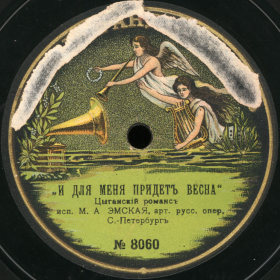 „И ДЛЯ МЕНЯ ПРИДЕТЪ ВЕСНА“
Цыганскій романсъ
исп. М. А. ЭМСКАЯ, арт. русс. опер.
С.-Петербургъ
№ 8060